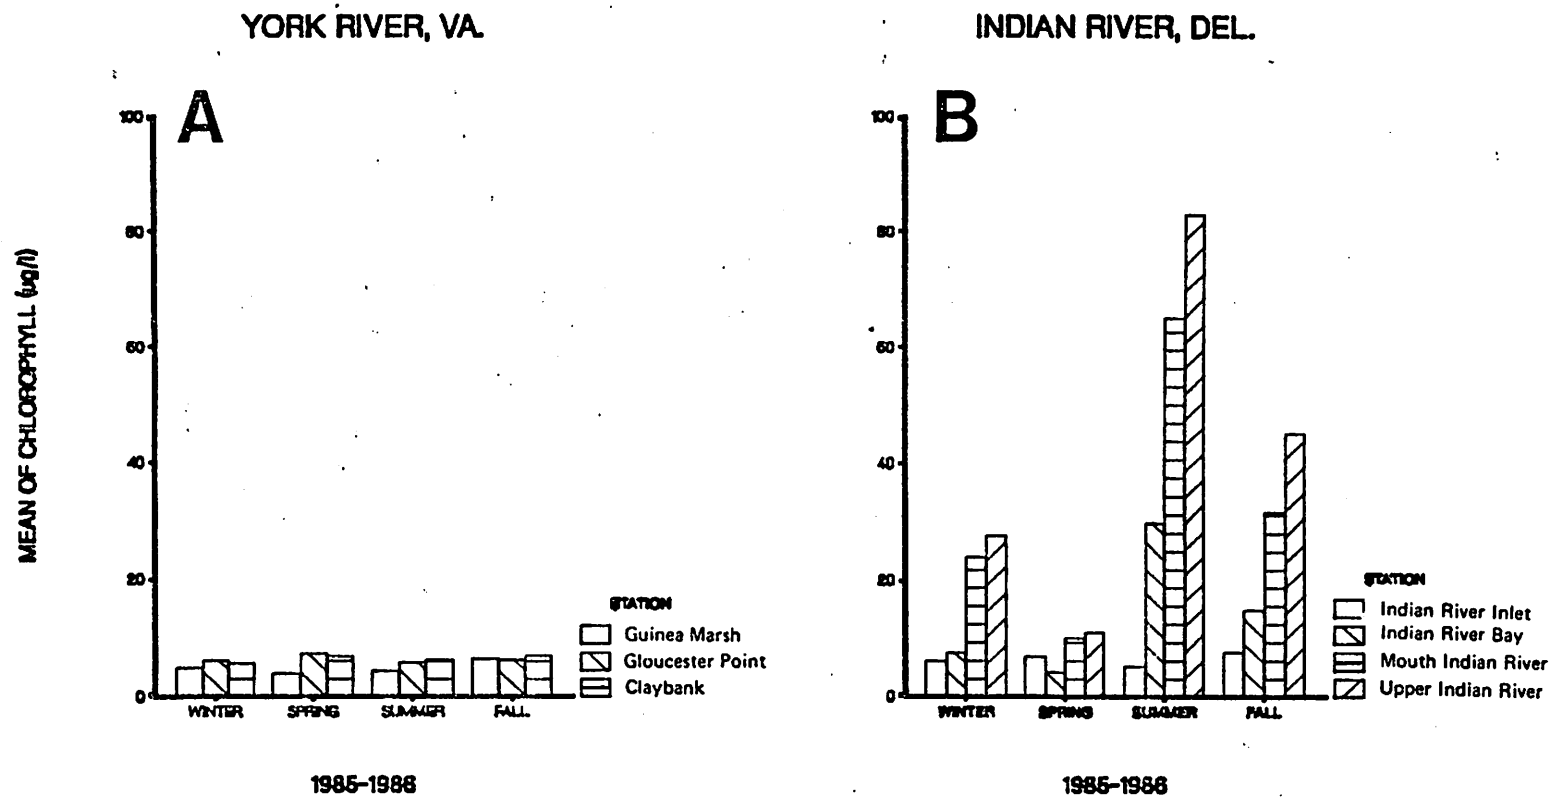 YORK RIVER, VA.
INDIAN RIVER, DEL.
A
B
MEAN OF CHLOROPHYLL (ug/l)
100
80
60
40
20
0
WINTER
SPRING
SUMMER
FALL
STATION
Guinea Marsh
Gloucester Point
Claybank
1985-1986
100
80
60
40
20
0
WINTER
SPRING
SUMMER
FALL
STATION
Indian River Inlet
Indian River Bay
Mouth Indian River
Upper Indian River
1985-1986